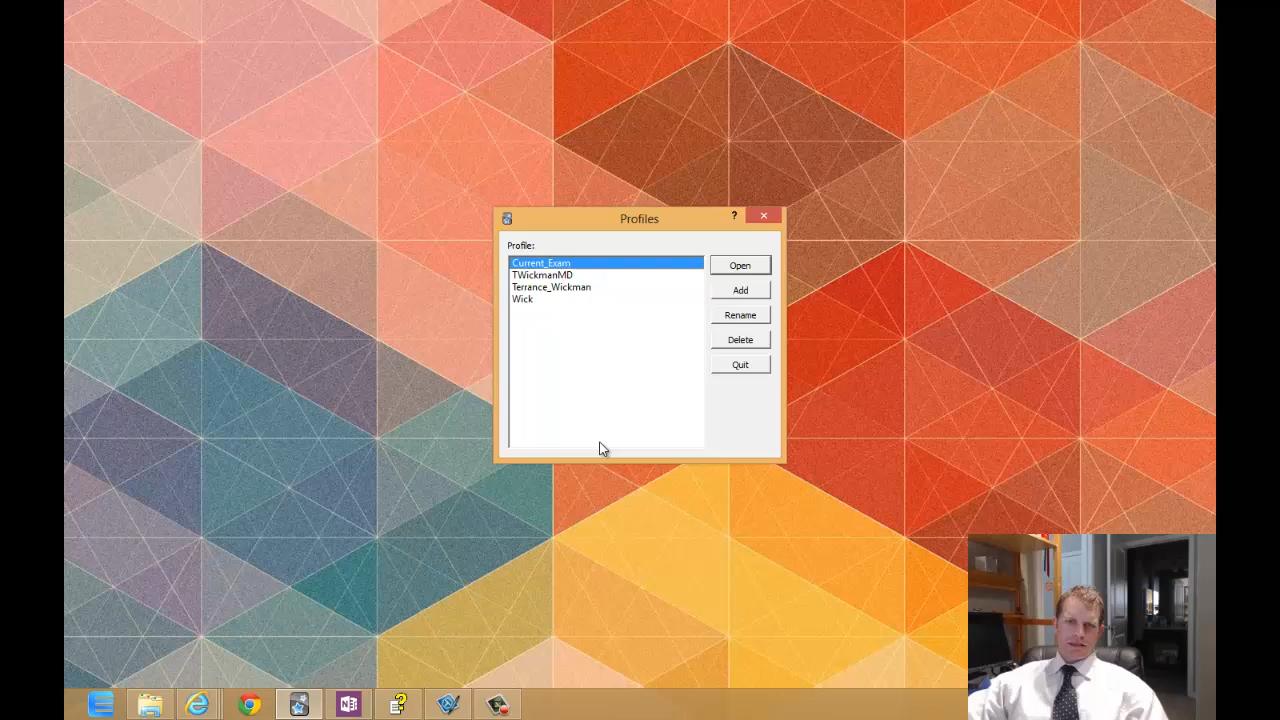 Profiles
?
Profile:
Current_Exam
TWickmanMD
Terrance_Wickman
Wick
Open
Add
Rename
Delete
Quit
N